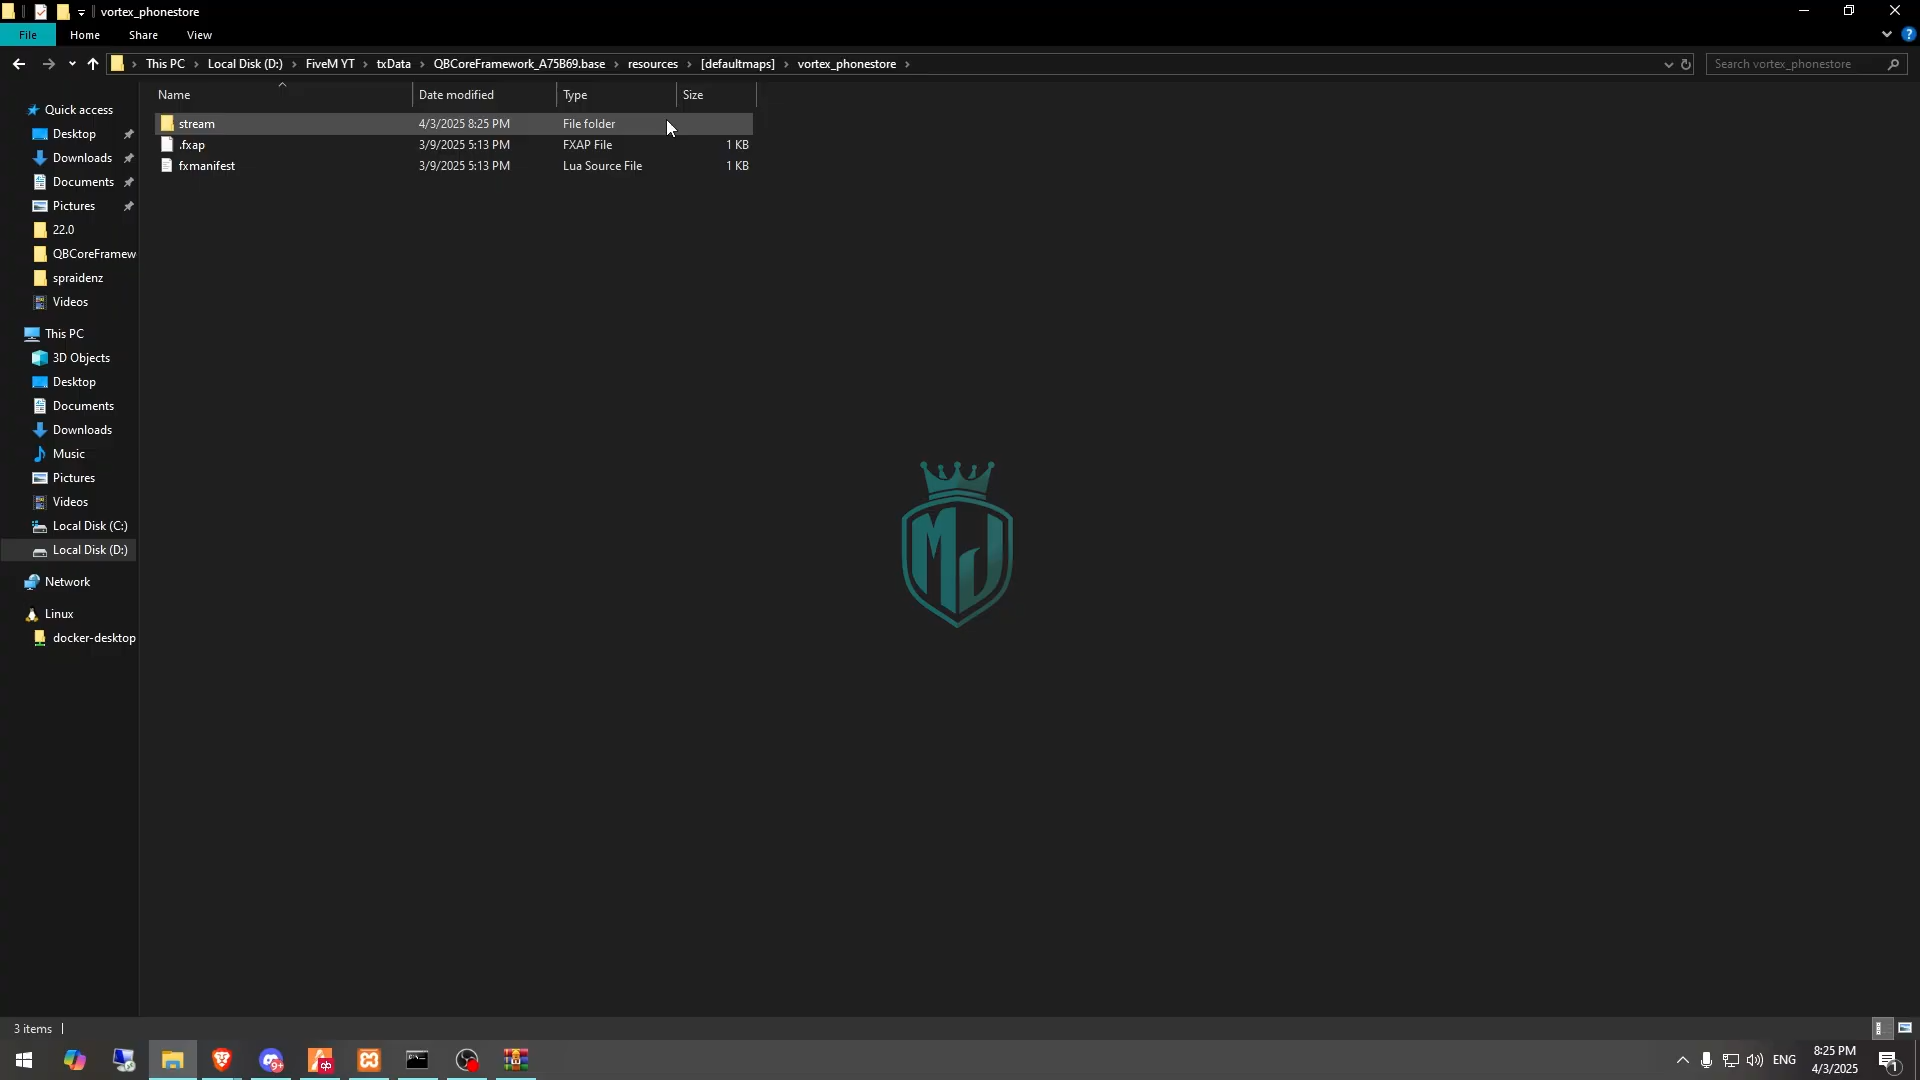 vortex_phonestore
File Home Share View
This PC Local Disk (D:) FiveM YT txData QBCoreFramework_A75B69.base resources [defaultmaps] vortex_phonestore
Search vortex_phonestore
Name Date modified Type Size
stream 4/3/2025 8:25 PM File folder
.fxap 3/9/2025 5:13 PM FXAP File 1 KB
fxmanifest 3/9/2025 5:13 PM Lua Source File 1 KB
Quick access
Desktop
Downloads
Documents
Pictures
22.0
QBCoreFramew
spraidenz
Videos
This PC
3D Objects
Desktop
Documents
Downloads
Music
Pictures
Videos
Local Disk (C:)
Local Disk (D:)
Network
Linux
docker-desktop
MJ
3 items
9+
ENG
8:25 PM
4/3/2025
1